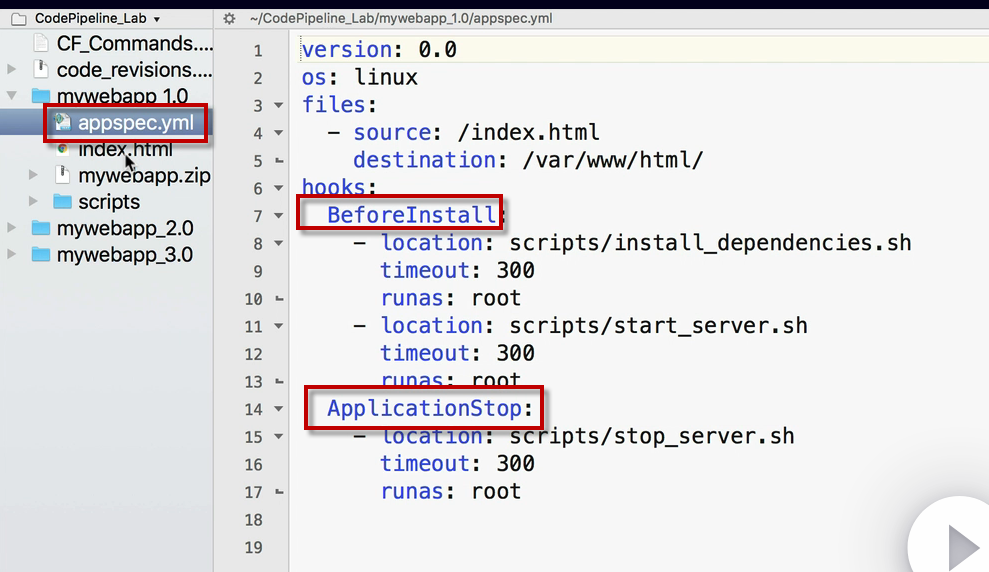 CodePipeline_Lab
~/CodePipeline_Lab/mywebapp_1.0/appspec.yml
CF_Commands....
code_revisions....
mywebapp_1.0
appspec.yml
index.html
mywebapp.zip
scripts
mywebapp_2.0
mywebapp_3.0
1 version: 0.0
2 os: linux
3 files:
4 - source: /index.html
5 destination: /var/www/html/
6 hooks:
7 BeforeInstall:
8 - location: scripts/install_dependencies.sh
9 timeout: 300
10 runas: root
11 - location: scripts/start_server.sh
12 timeout: 300
13 runas: root
14 ApplicationStop:
15 - location: scripts/stop_server.sh
16 timeout: 300
17 runas: root
18
19